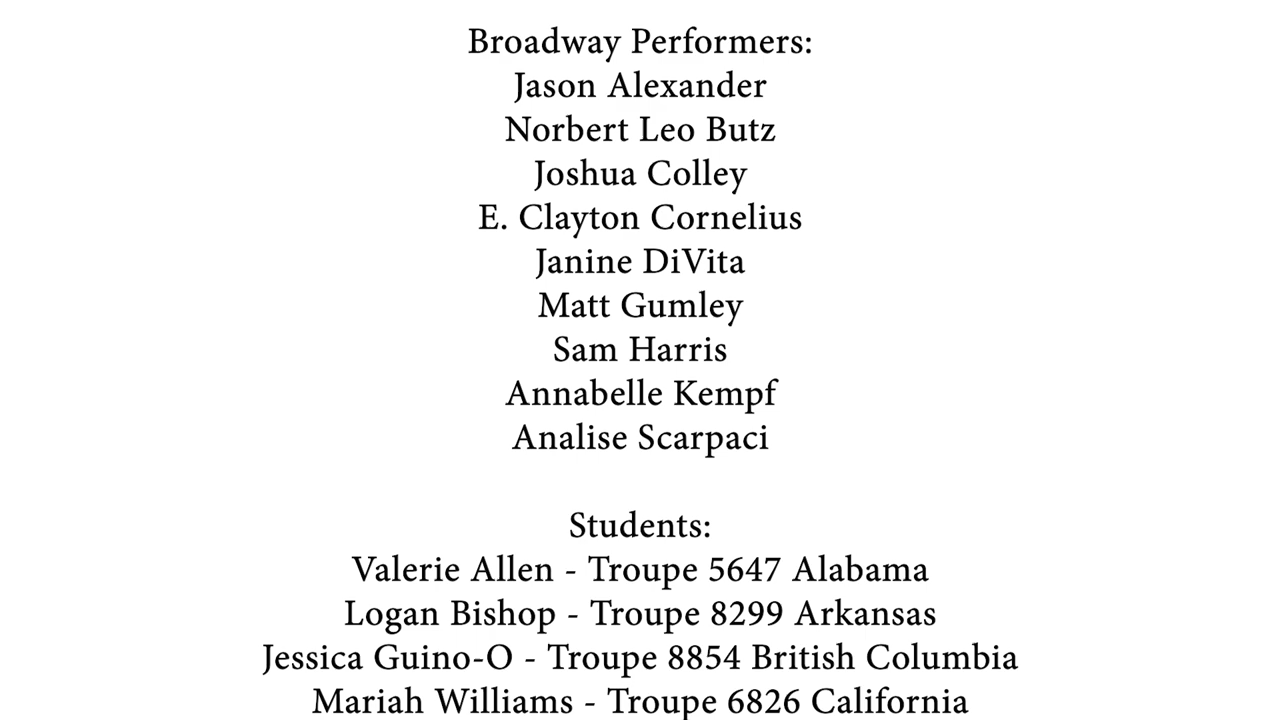 Broadway Performers:
Jason Alexander
Norbert Leo Butz
Joshua Colley
E. Clayton Cornelius
Janine DiVita
Matt Gumley
Sam Harris
Annabelle Kempf
Analise Scarpaci
Students:
Valerie Allen - Troupe 5647 Alabama
Logan Bishop - Troupe 8299 Arkansas
Jessica Guino-O - Troupe 8854 British Columbia
Mariah Williams - Troupe 6826 California